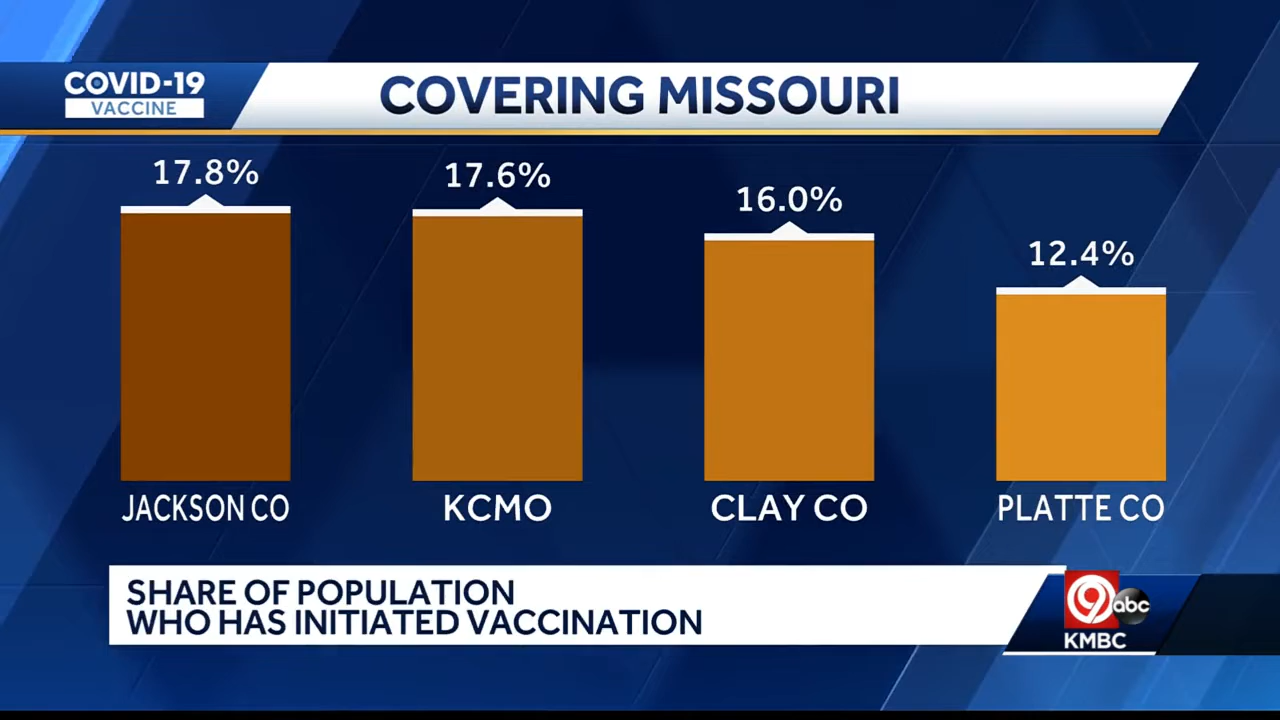 COVID-19
VACCINE
COVERING MISSOURI
17.8%
17.6%
16.0%
12.4%
JACKSON CO
KCMO
CLAY CO
PLATTE CO
SHARE OF POPULATION
WHO HAS INITIATED VACCINATION
9
abc
KMBC